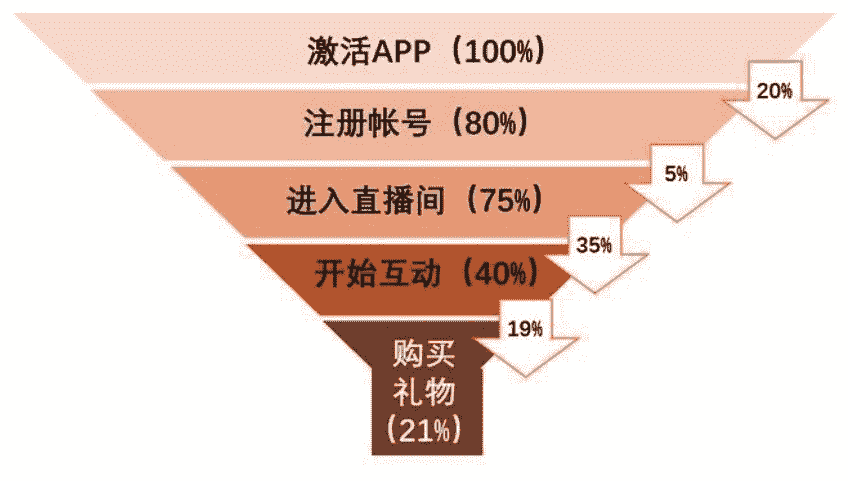 激活APP（100%）
20%
注册帐号（80%）
5%
进入直播间（75%）
35%
开始互动（40%）
19%
购买
礼物
(21%)